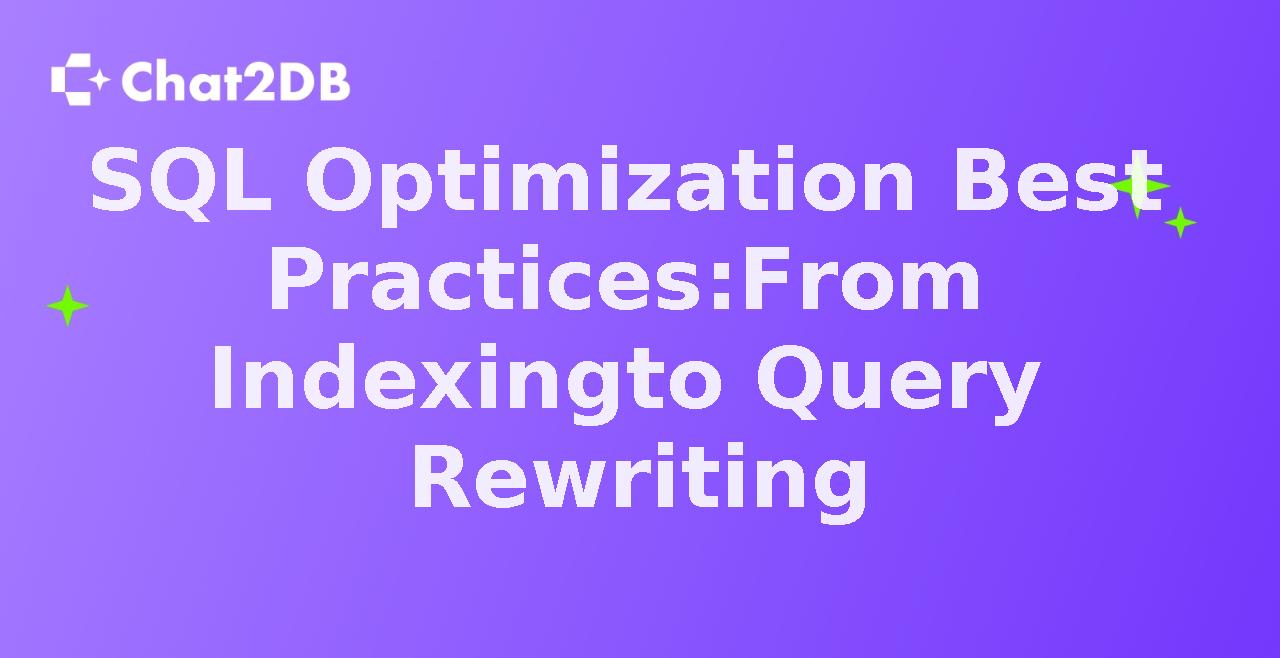 Chat2DB
SQL Optimization Best
Practices:From
Indexingto Query
Rewriting